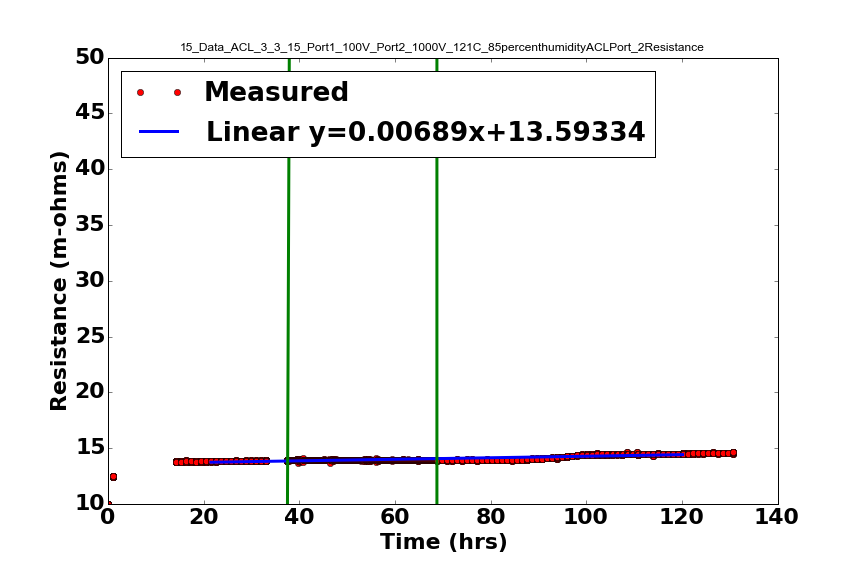 15_Data_ACL_3_3_15_Port1_100V_Port2_1000V_121C_85percenthumidityACLPort_2Resistance
Measured
Linear y=0.00689x+13.59334
50
45
40
35
30
25
20
15
10
Resistance (m-ohms)
0 20 40 60 80 100 120 140
Time (hrs)